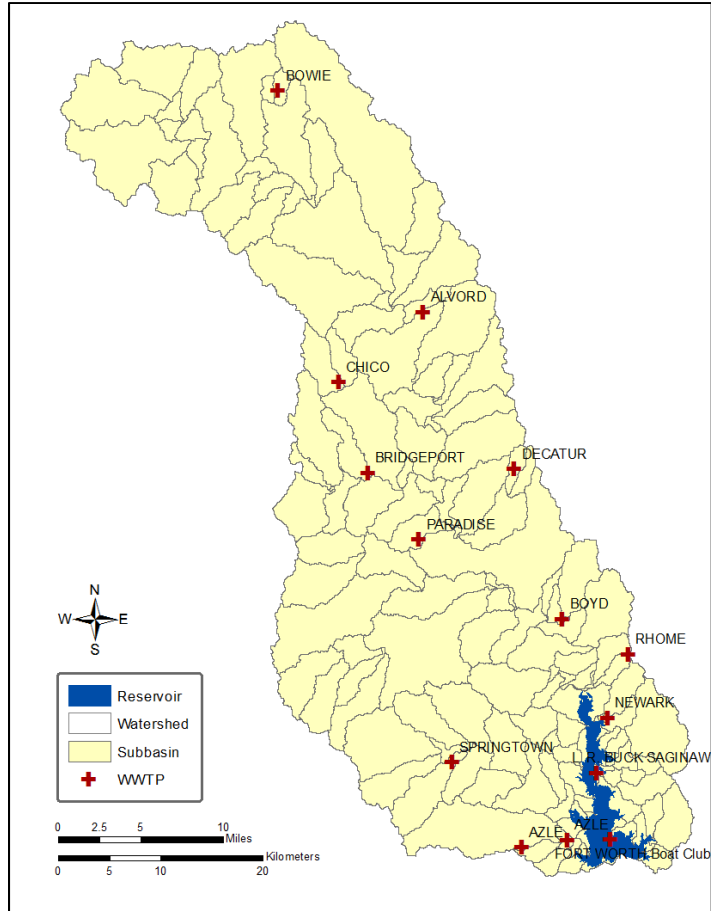 BOWIE
ALVORD
CHICO
BRIDGEPORT
DECATUR
PARADISE
BOYD
RHOME
NEWARK
SPRINGTOWN
L. R. BUCK-SAGINAW
AZLE
AZLE
FORT WORTH Boat Club
N
W E
S
Reservoir
Watershed
Subbasin
WWTP
0 2.5 5 10
Miles
0 5 10 20
Kilometers